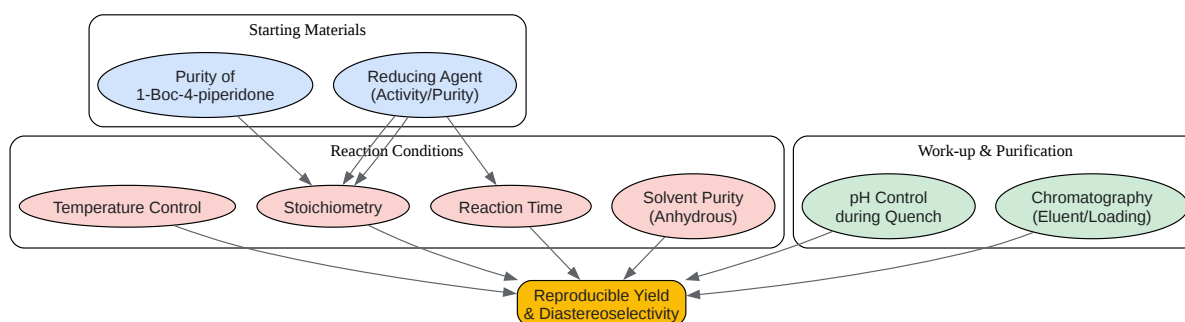 Starting Materials
Purity of
1-Boc-4-piperidone
Reducing Agent
(Activity/Purity)
Reaction Conditions
Work-up & Purification
Temperature Control
Stoichiometry
Reaction Time
Solvent Purity
(Anhydrous)
pH Control
during Quench
Chromatography
(Eluent/Loading)
Reproducible Yield
& Diastereoselectivity